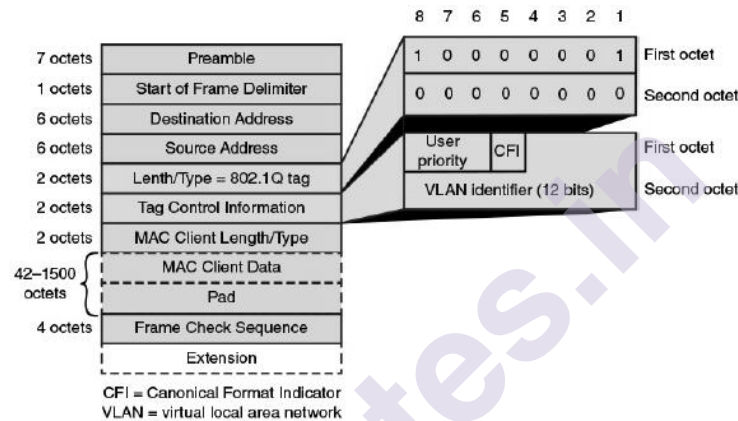 8 7 6 5 4 3 2 1
7 octets Preamble 1 0 0 0 0 0 0 1 First octet
1 octets Start of Frame Delimiter 0 0 0 0 0 0 0 0 Second octet
6 octets Destination Address
6 octets Source Address User priority CFI First octet
2 octets Lenth/Type = 802.1Q tag VLAN identifier (12 bits) Second octet
2 octets Tag Control Information
2 octets MAC Client Length/Type
42–1500 octets MAC Client Data
Pad
4 octets Frame Check Sequence
Extension
CFI = Canonical Format Indicator
VLAN = virtual local area network
tes.in